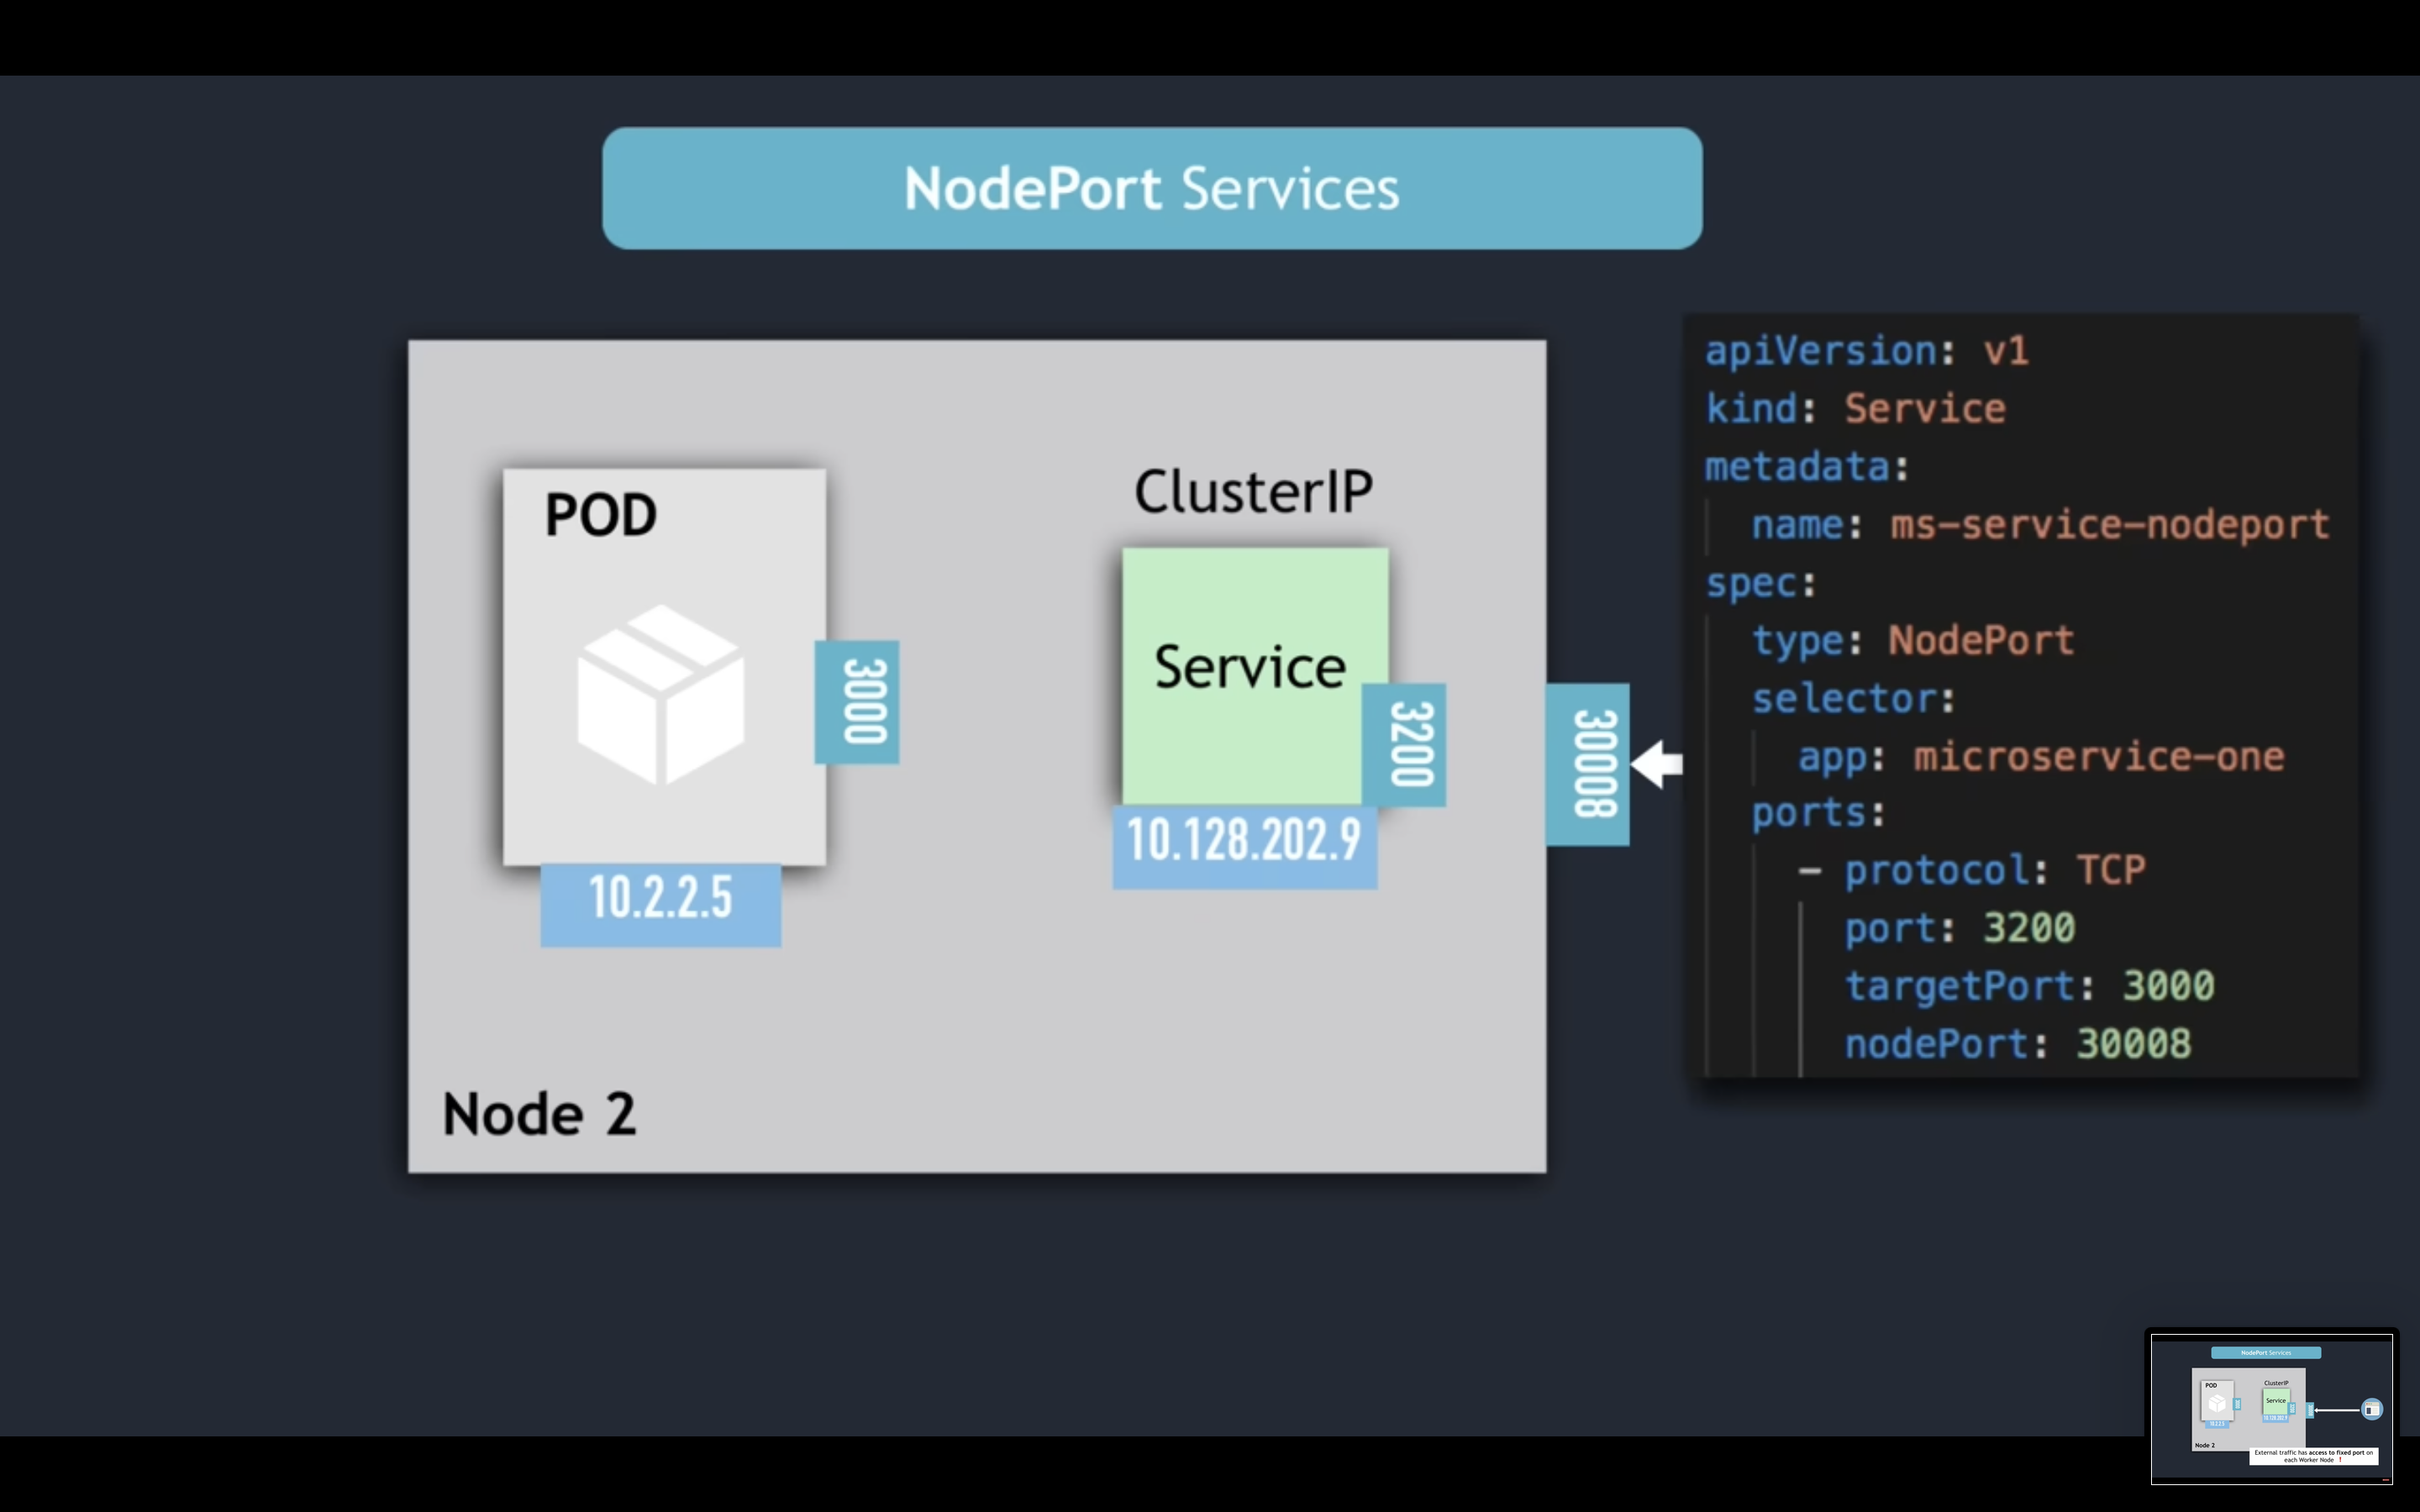 NodePort Services
POD
3000
10.2.2.5
ClusterIP
Service
3200
10.128.202.9
30008
Node 2
apiVersion: v1
kind: Service
metadata:
name: ms-service-nodeport
spec:
type: NodePort
selector:
app: microservice-one
ports:
- protocol: TCP
port: 3200
targetPort: 3000
nodePort: 30008
NodePort Services
POD
ClusterIP
Service
Node 2
External traffic has access to fixed port on
each Worker Node !